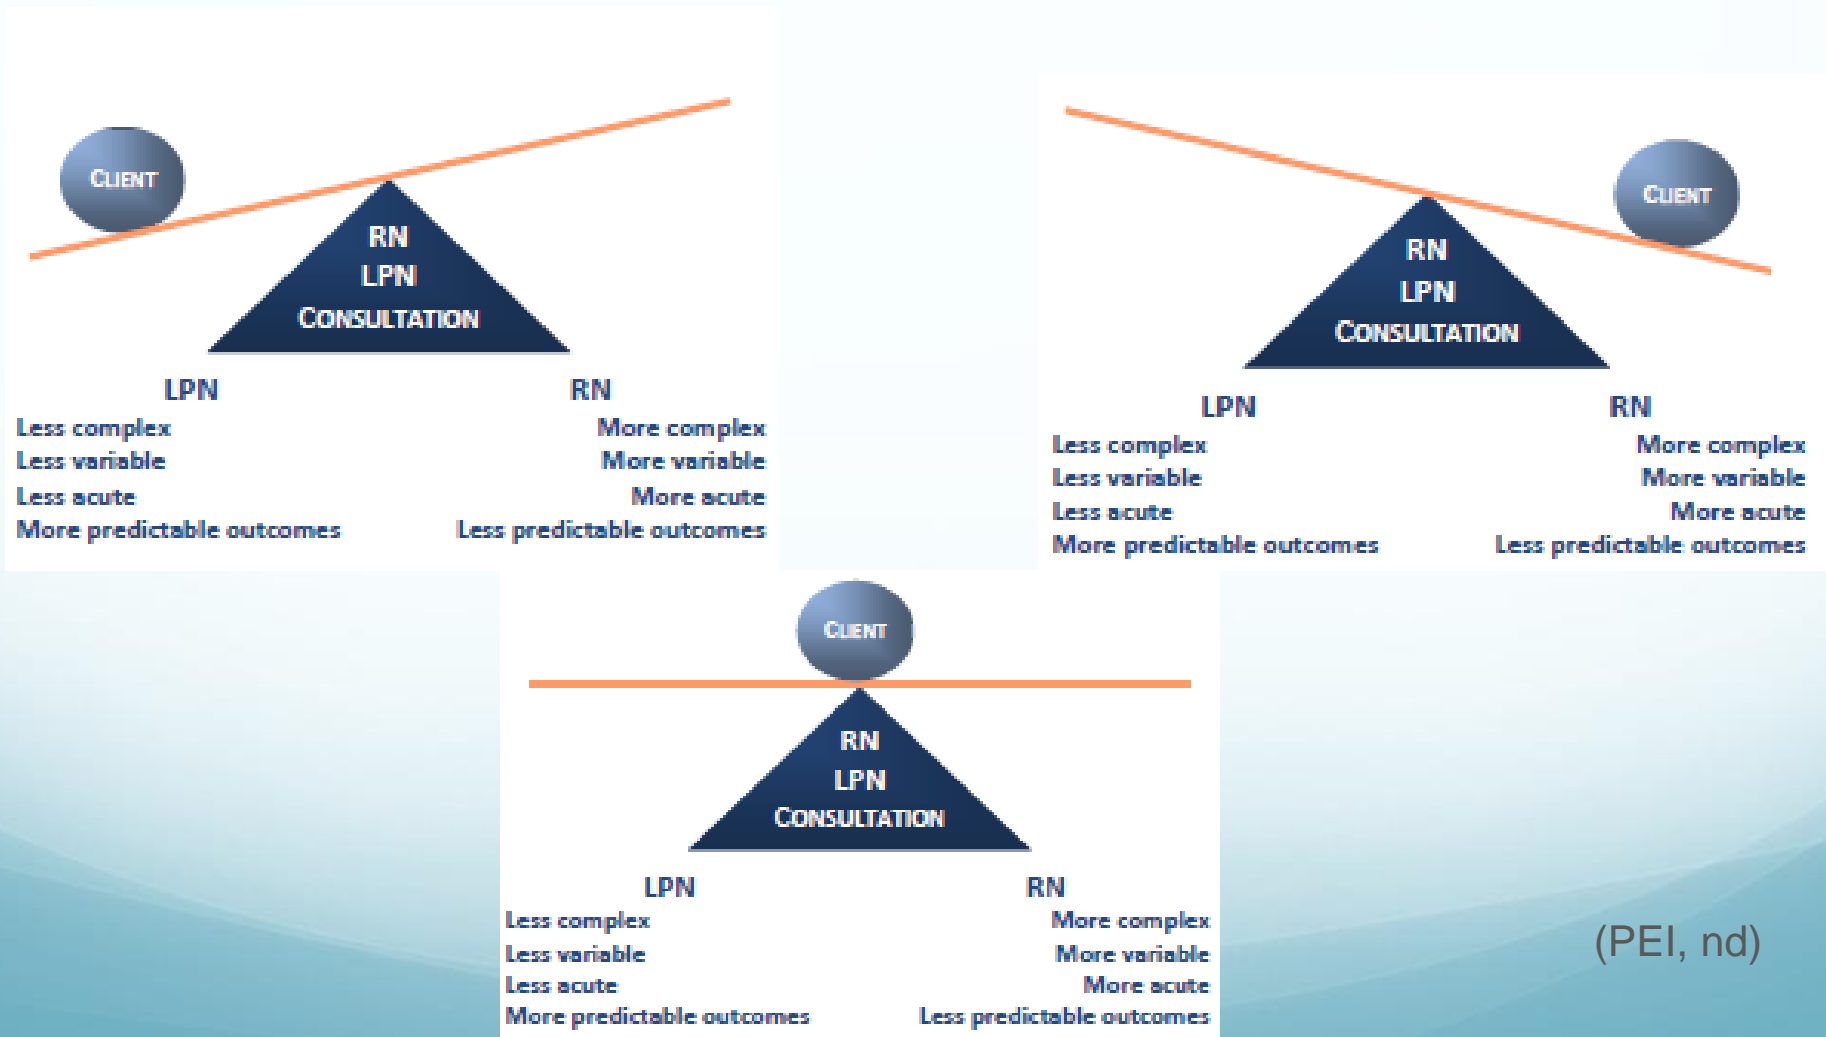 CLIENT
RN
LPN
CONSULTATION
LPN
RN
Less complex
More complex
Less variable
More variable
Less acute
More acute
More predictable outcomes
Less predictable outcomes
CLIENT
RN
LPN
CONSULTATION
LPN
RN
Less complex
More complex
Less variable
More variable
Less acute
More acute
More predictable outcomes
Less predictable outcomes
CLIENT
RN
LPN
CONSULTATION
LPN
RN
Less complex
More complex
Less variable
More variable
Less acute
More acute
More predictable outcomes
Less predictable outcomes
(PEI, nd)